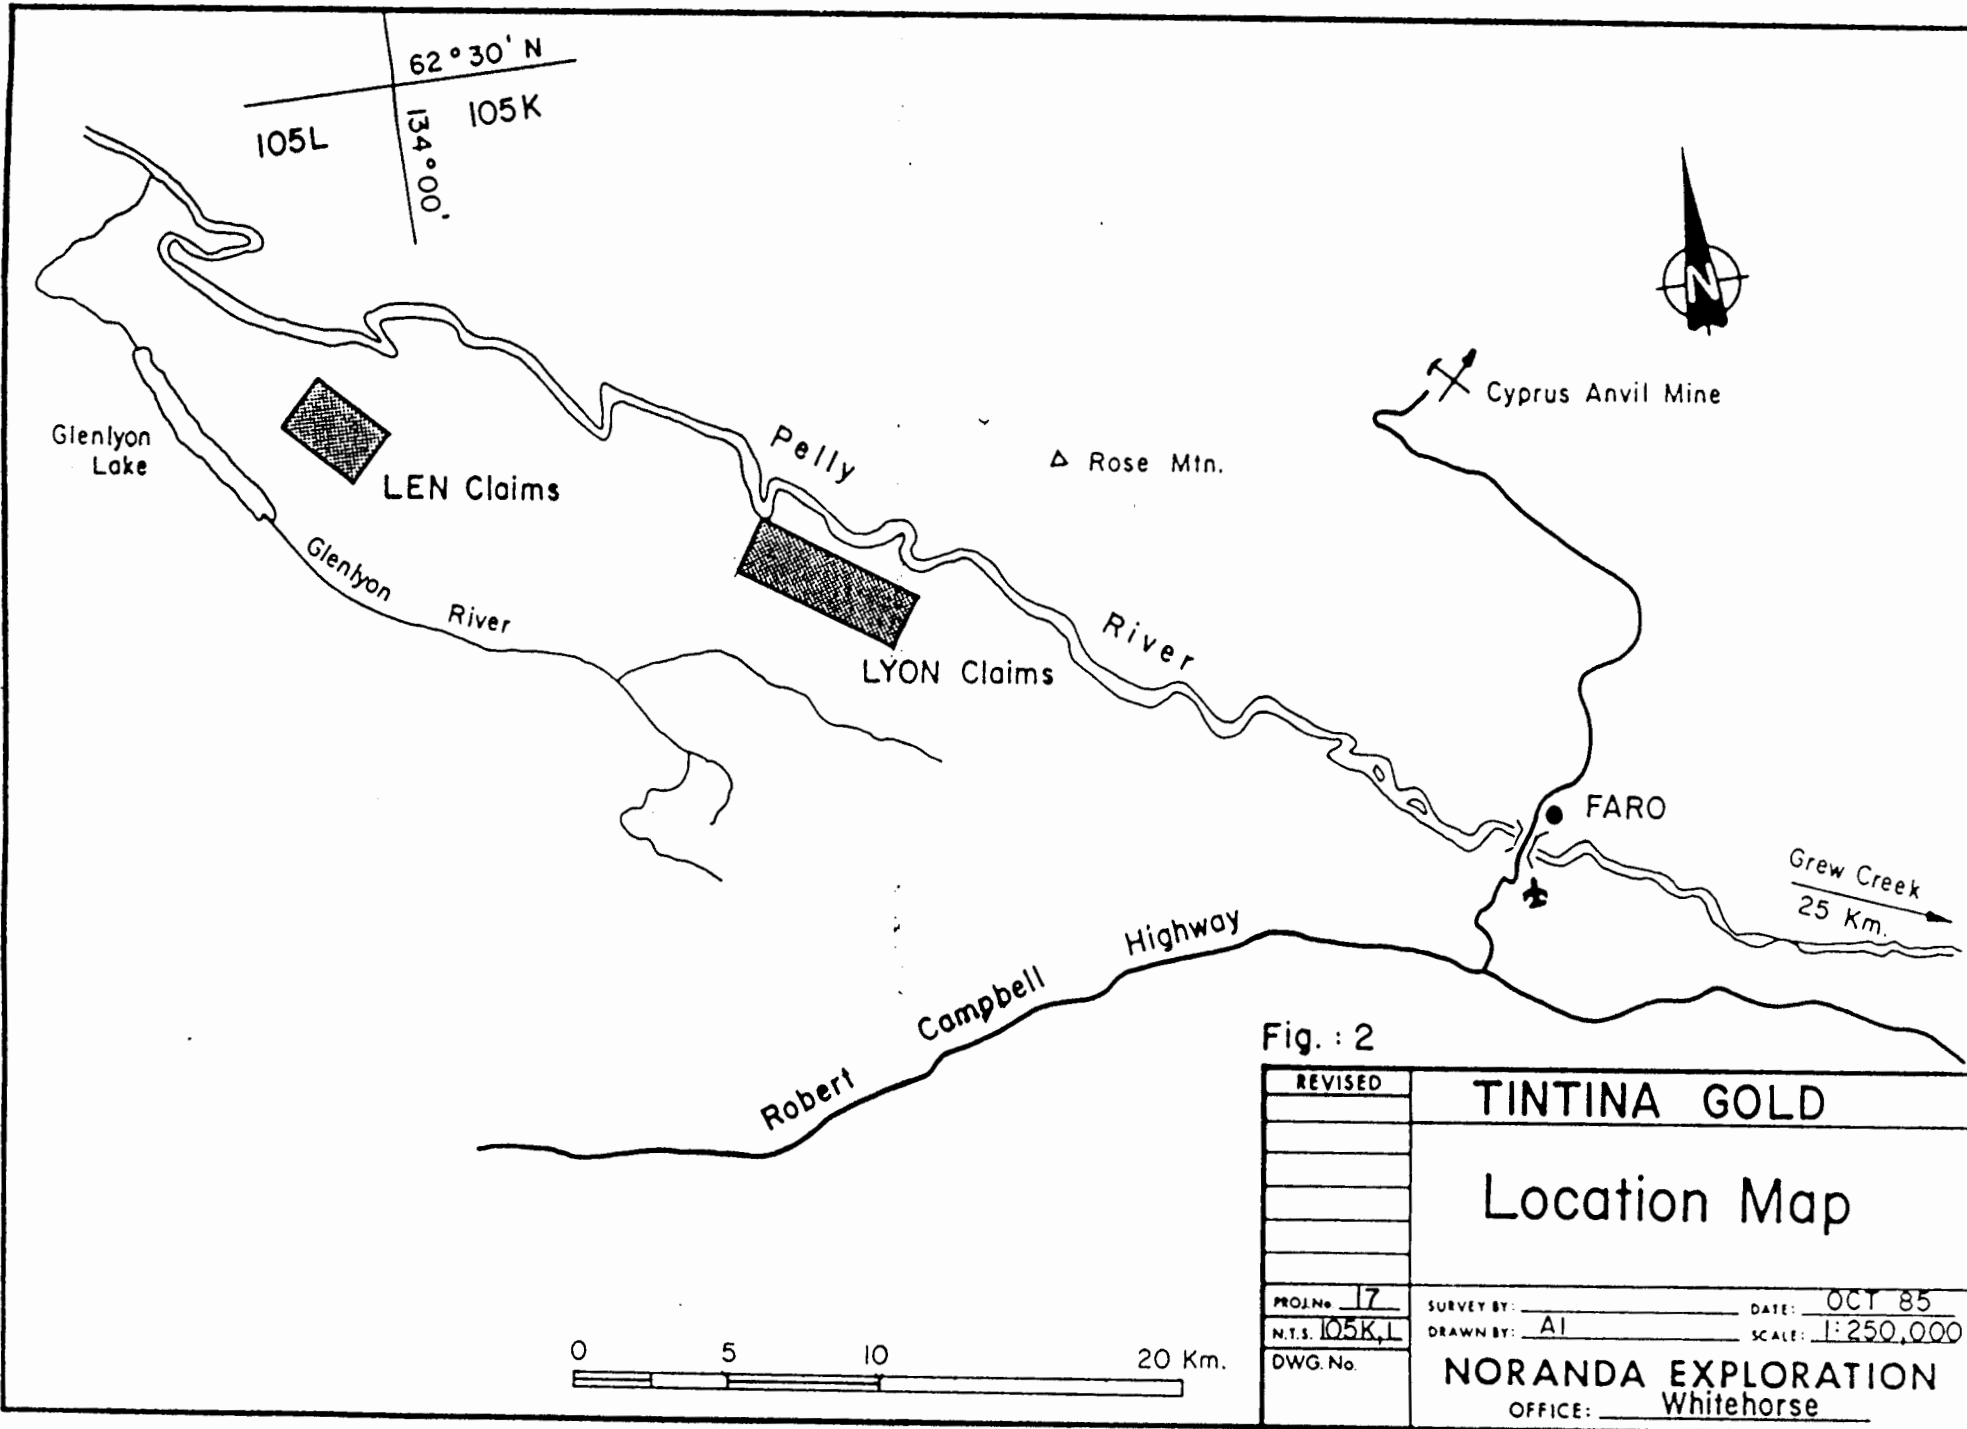 62°30' N
105L
105K
134°00'
N
Cyprus Anvil Mine
Rose Mtn.
Pelly
River
Glenlyon
Lake
LEN Claims
Glenlyon
River
LYON Claims
FARO
Grew Creek
25 Km.
Robert Campbell Highway
Fig. : 2
REVISED
TINTINA GOLD
Location Map
PROJ. No. 17
SURVEY BY:
DATE: OCT 85
N.T.S. 105K,L
DRAWN BY: AI
SCALE: 1:250,000
DWG. No.
NORANDA EXPLORATION
OFFICE: Whitehorse
0 5 10 20 Km.